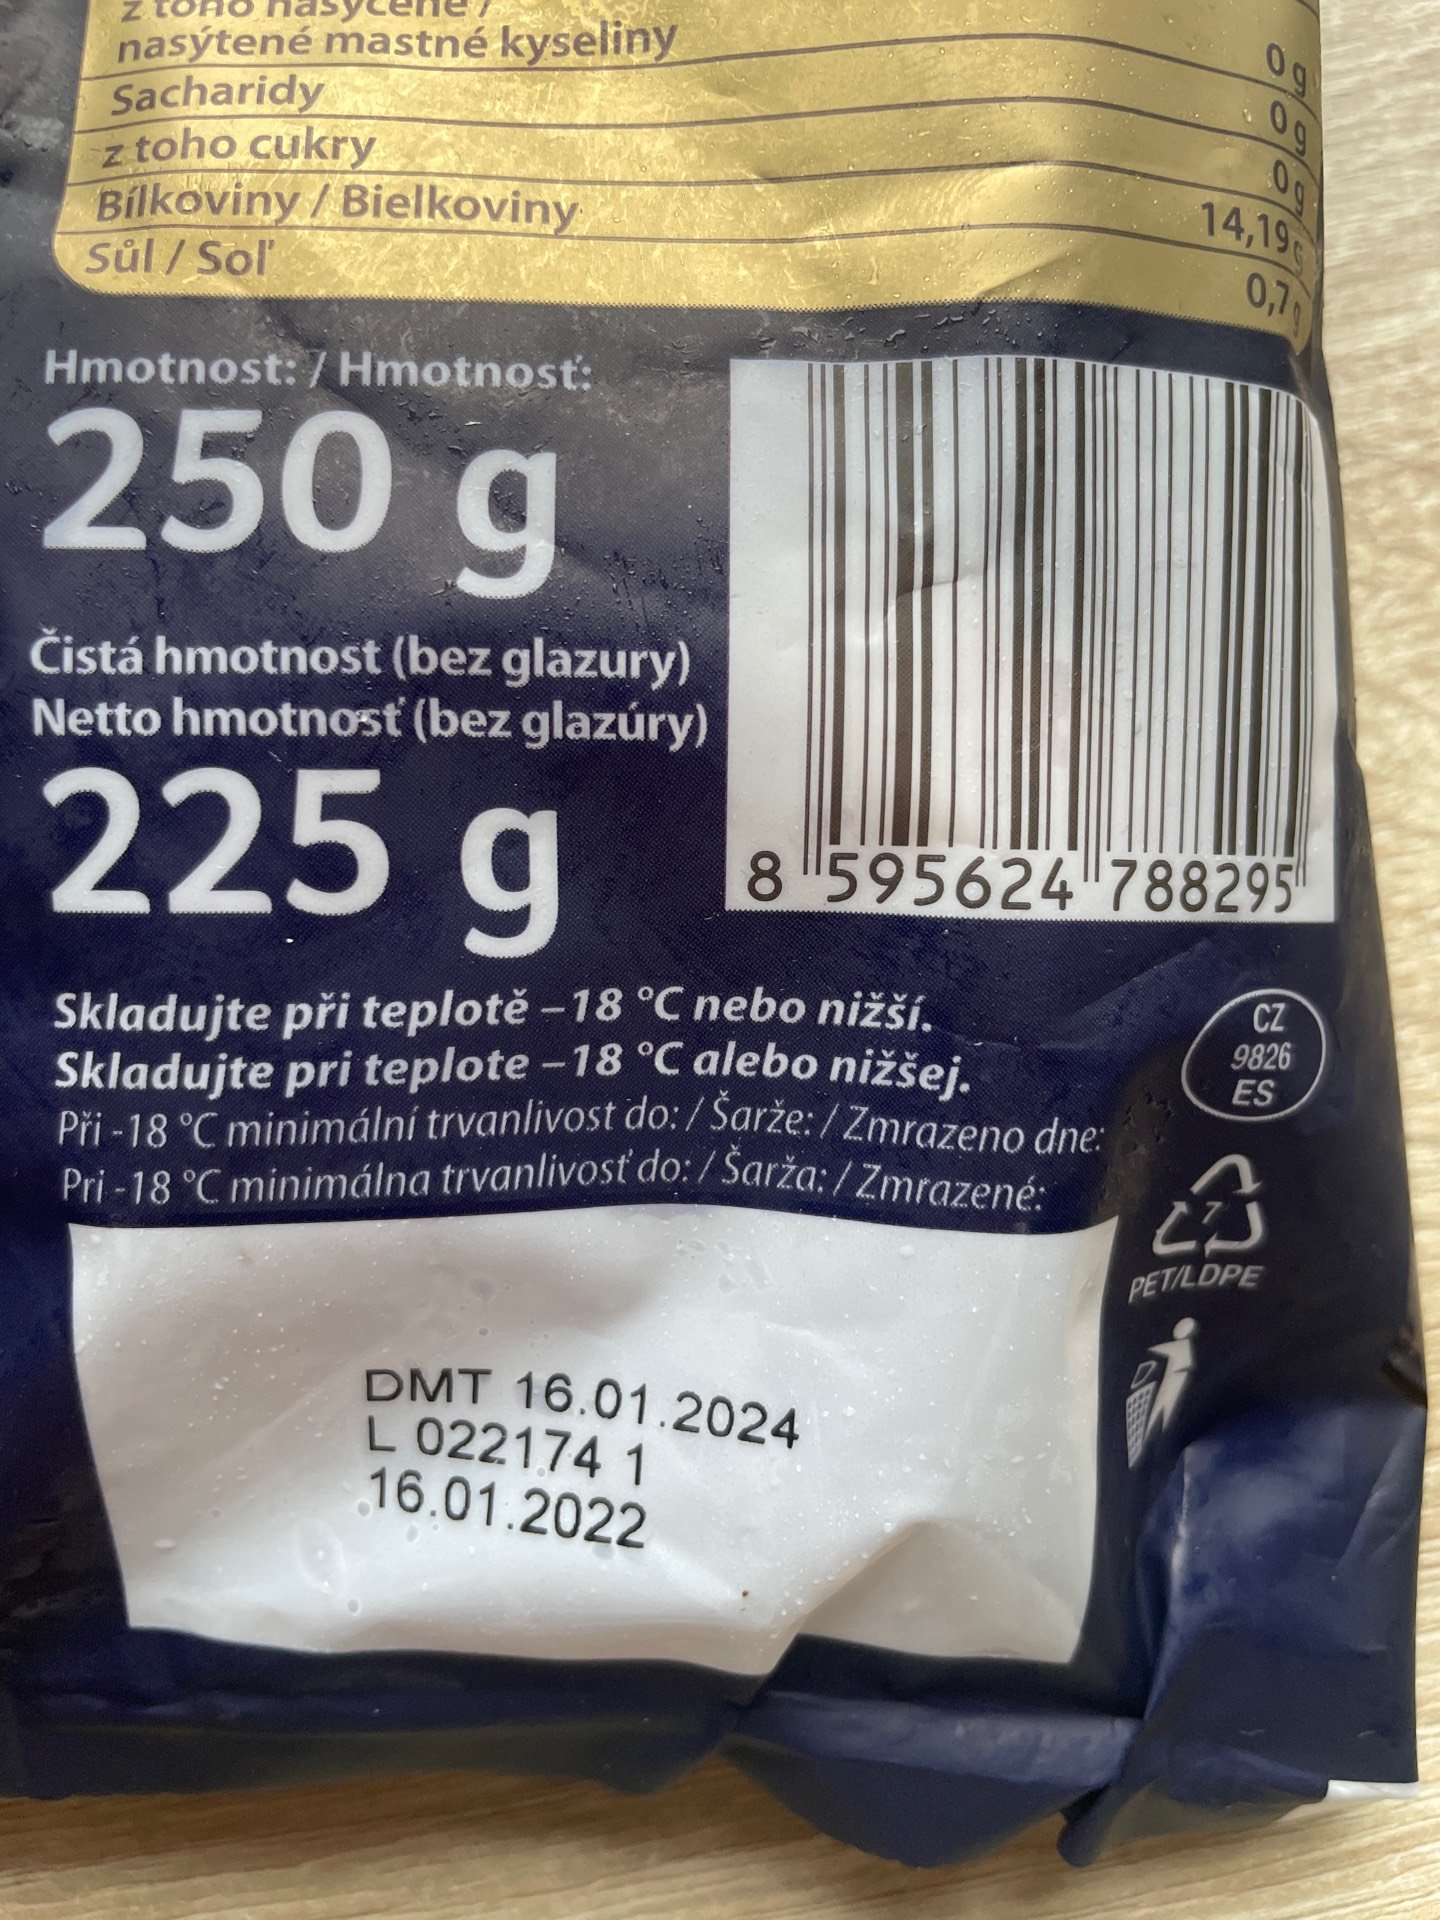 z toho nasycené /
nasýtené mastné kyseliny 0 g
Sacharidy 0 g
z toho cukry 0 g
Bílkoviny / Bielkoviny 14,19 g
Sůl / Soľ 0,7 g
Hmotnost: / Hmotnosť:
250 g
Čistá hmotnost (bez glazury)
Netto hmotnosť (bez glazúry)
225 g
8 595624 788295
Skladujte při teplotě –18 °C nebo nižší.
Skladujte pri teplote –18 °C alebo nižšej.
Při -18 °C minimální trvanlivost do: / Šarže: / Zmrazeno dne:
Pri -18 °C minimálna trvanlivosť do: / Šarža: / Zmrazené:
CZ
9826
ES
7
PET/LDPE
DMT 16.01.2024
L 022174 1
16.01.2022